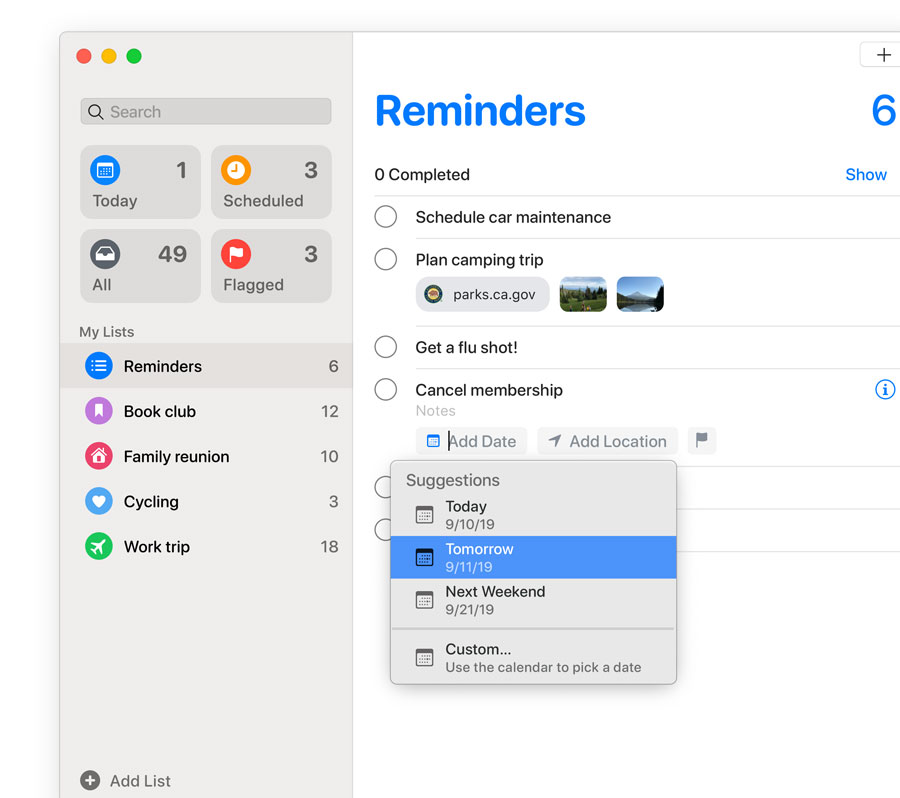 Search
1
Today
3
Scheduled
49
All
3
Flagged
My Lists
Reminders 6
Book club 12
Family reunion 10
Cycling 3
Work trip 18
Add List
Reminders 6
0 Completed Show
Schedule car maintenance
Plan camping trip
parks.ca.gov
Get a flu shot!
Cancel membership
Notes
Add Date Add Location
Suggestions
Today
9/10/19
Tomorrow
9/11/19
Next Weekend
9/21/19
Custom...
Use the calendar to pick a date